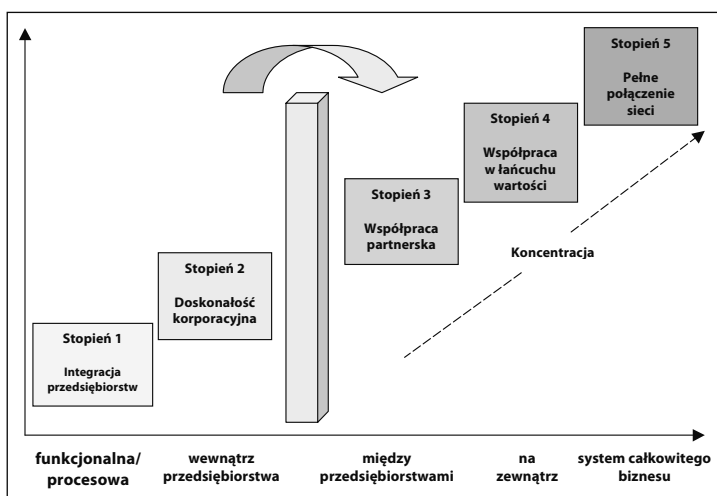 Stopień 1
Integracja
przedsiębiorstw
Stopień 2
Doskonałość
korporacyjna
Stopień 3
Współpraca
partnerska
Stopień 4
Współpraca
w łańcuchu
wartości
Stopień 5
Pełne
połączenie
sieci
Koncentracja
funkcjonalna/
procesowa
wewnątrz
przedsiębiorstwa
między
przedsiębiorstwami
na
zewnątrz
system całkowitego
biznesu